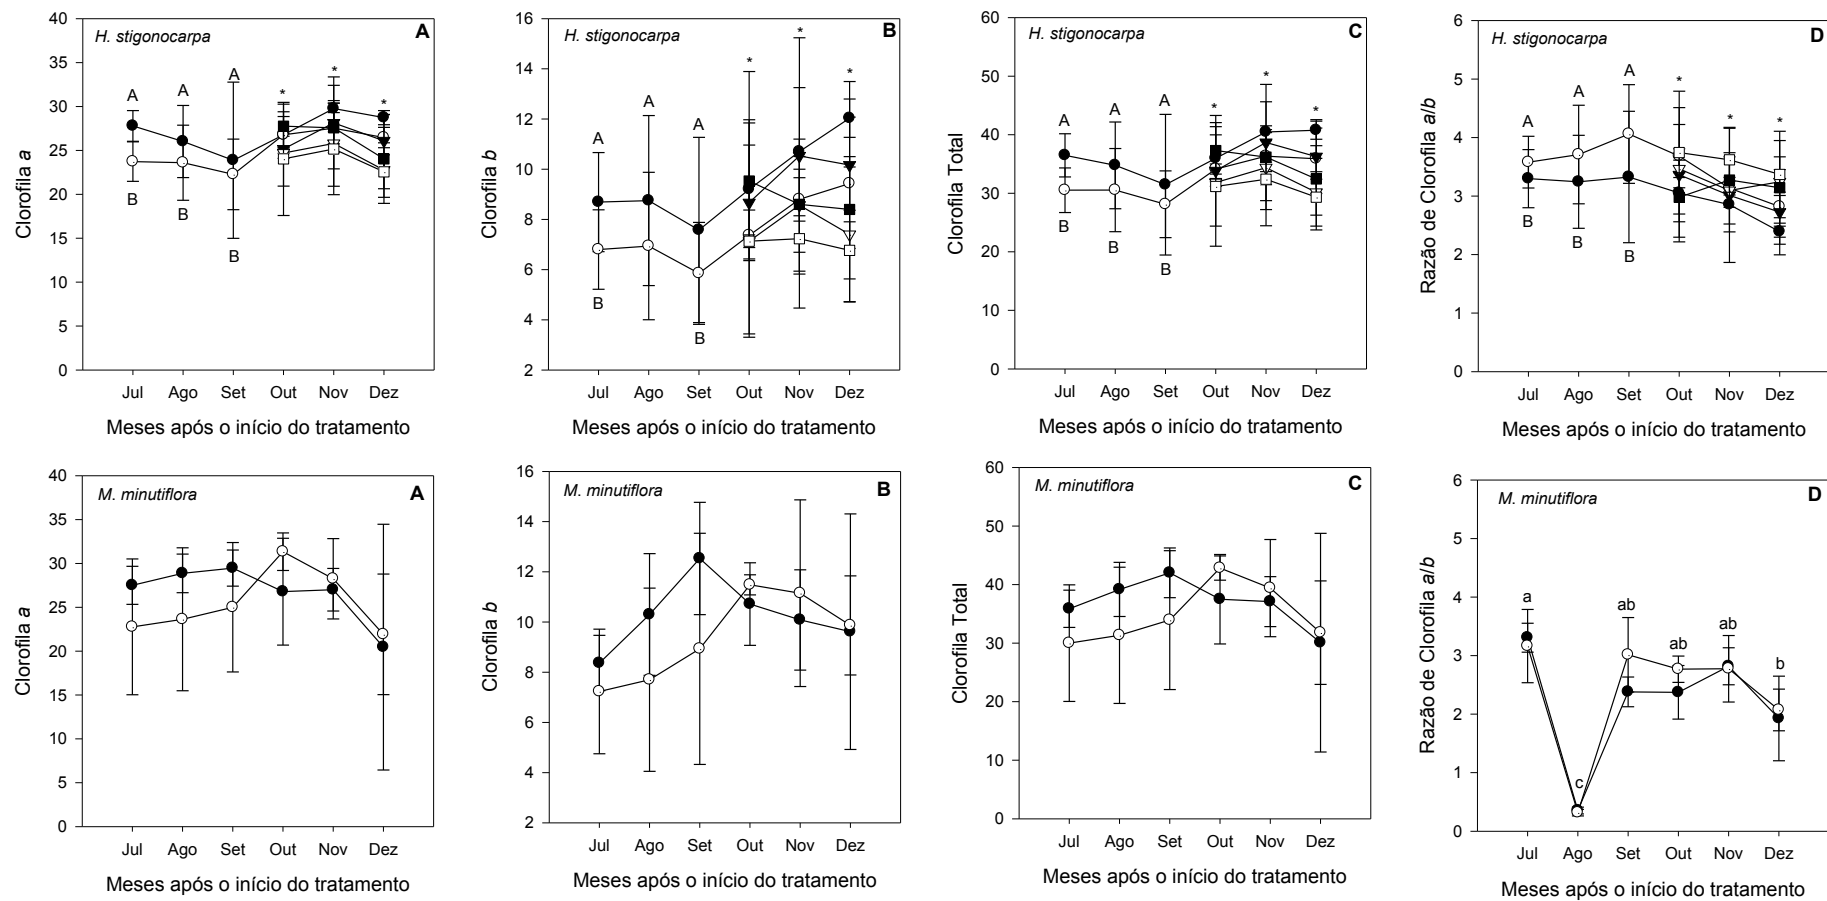 H. stigonocarpa
A
Clorofila a
40
35
30
25
20
15
10
5
0
A
A
A
*
*
*
B
B
B
Jul Ago Set Out Nov Dez
Meses após o início do tratamento
H. stigonocarpa
B
Clorofila b
16
14
12
10
8
6
4
2
A
A
A
*
*
*
B
B
Jul Ago Set Out Nov Dez
Meses após o início do tratamento
H. stigonocarpa
C
Clorofila Total
60
50
40
30
20
10
0
A
A
A
*
*
*
B
B
B
Jul Ago Set Out Nov Dez
Meses após o início do tratamento
H. stigonocarpa
D
Razão de Clorofila a/b
6
5
4
3
2
1
0
A
A
A
*
*
*
B
B
B
Jul Ago Set Out Nov Dez
Meses após o início do tratamento
M. minutiflora
A
Clorofila a
40
35
30
25
20
15
10
5
0
Jul Ago Set Out Nov Dez
Meses após o início do tratamento
M. minutiflora
B
Clorofila b
16
14
12
10
8
6
4
2
Jul Ago Set Out Nov Dez
Meses após o início do tratamento
M. minutiflora
C
Clorofila Total
60
50
40
30
20
10
0
Jul Ago Set Out Nov Dez
Meses após o início do tratamento
M. minutiflora
D
Razão de Clorofila a/b
6
5
4
3
2
1
0
a
c
ab
ab
ab
b
Jul Ago Set Out Nov Dez
Meses após o início do tratamento